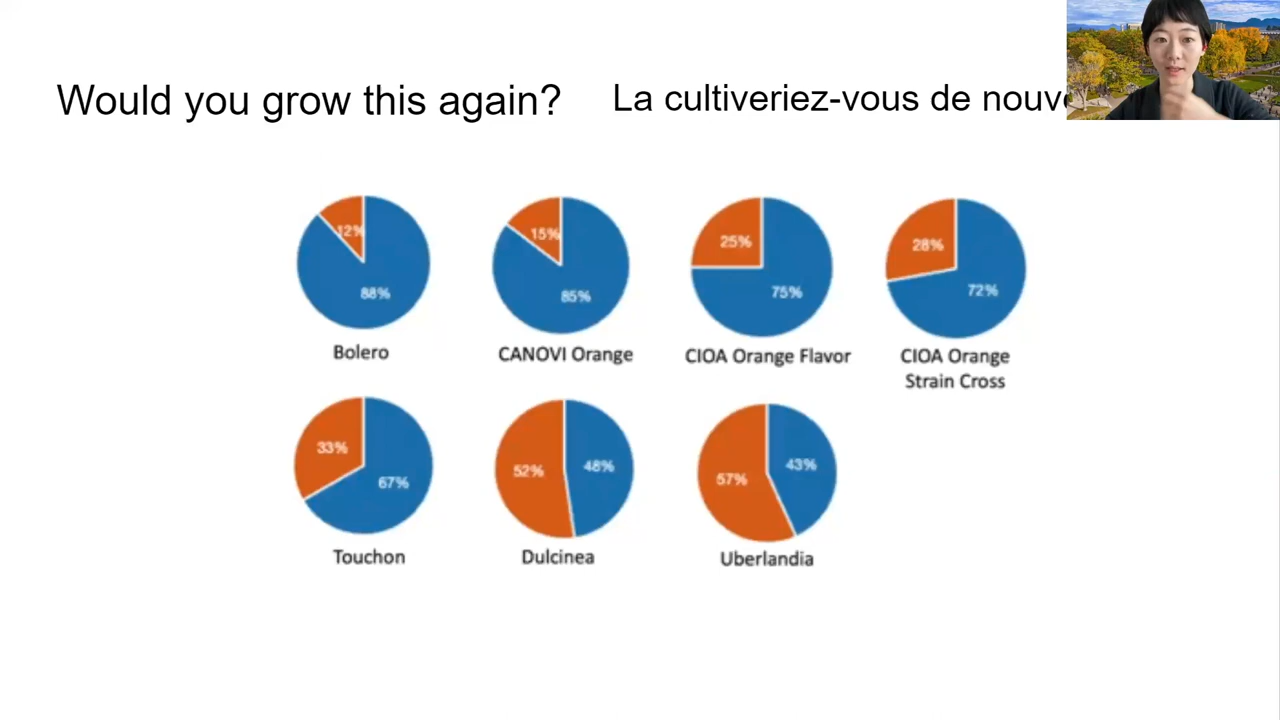 Would you grow this again?
La cultiveriez-vous de
12%
88%
Bolero
15%
85%
CANOVI Orange
25%
75%
CIOA Orange Flavor
28%
72%
CIOA Orange
Strain Cross
33%
67%
Touchon
52%
48%
Dulcinea
57%
43%
Uberlandia